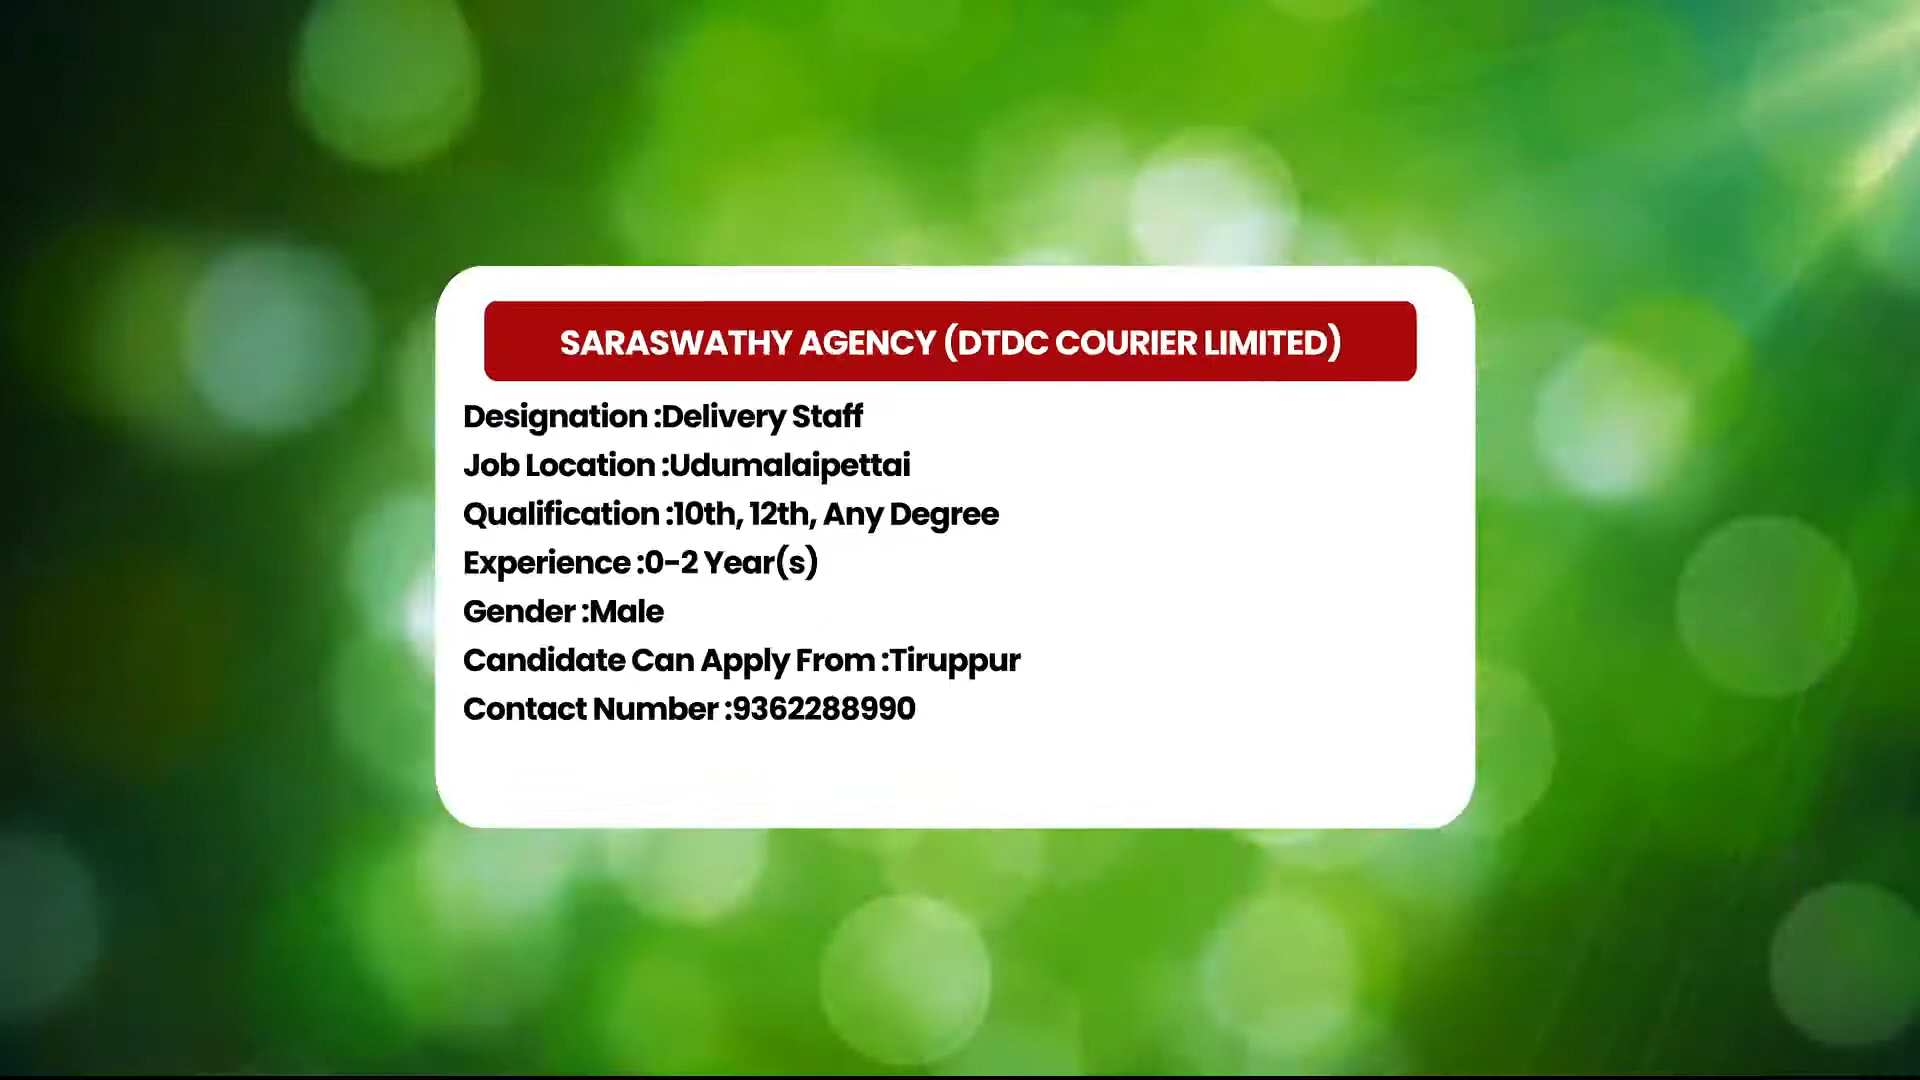 SARASWATHY AGENCY (DTDC COURIER LIMITED)
Designation :Delivery Staff
Job Location :Udumalaipettai
Qualification :10th, 12th, Any Degree
Experience :0-2 Year(s)
Gender :Male
Candidate Can Apply From :Tiruppur
Contact Number :9362288990